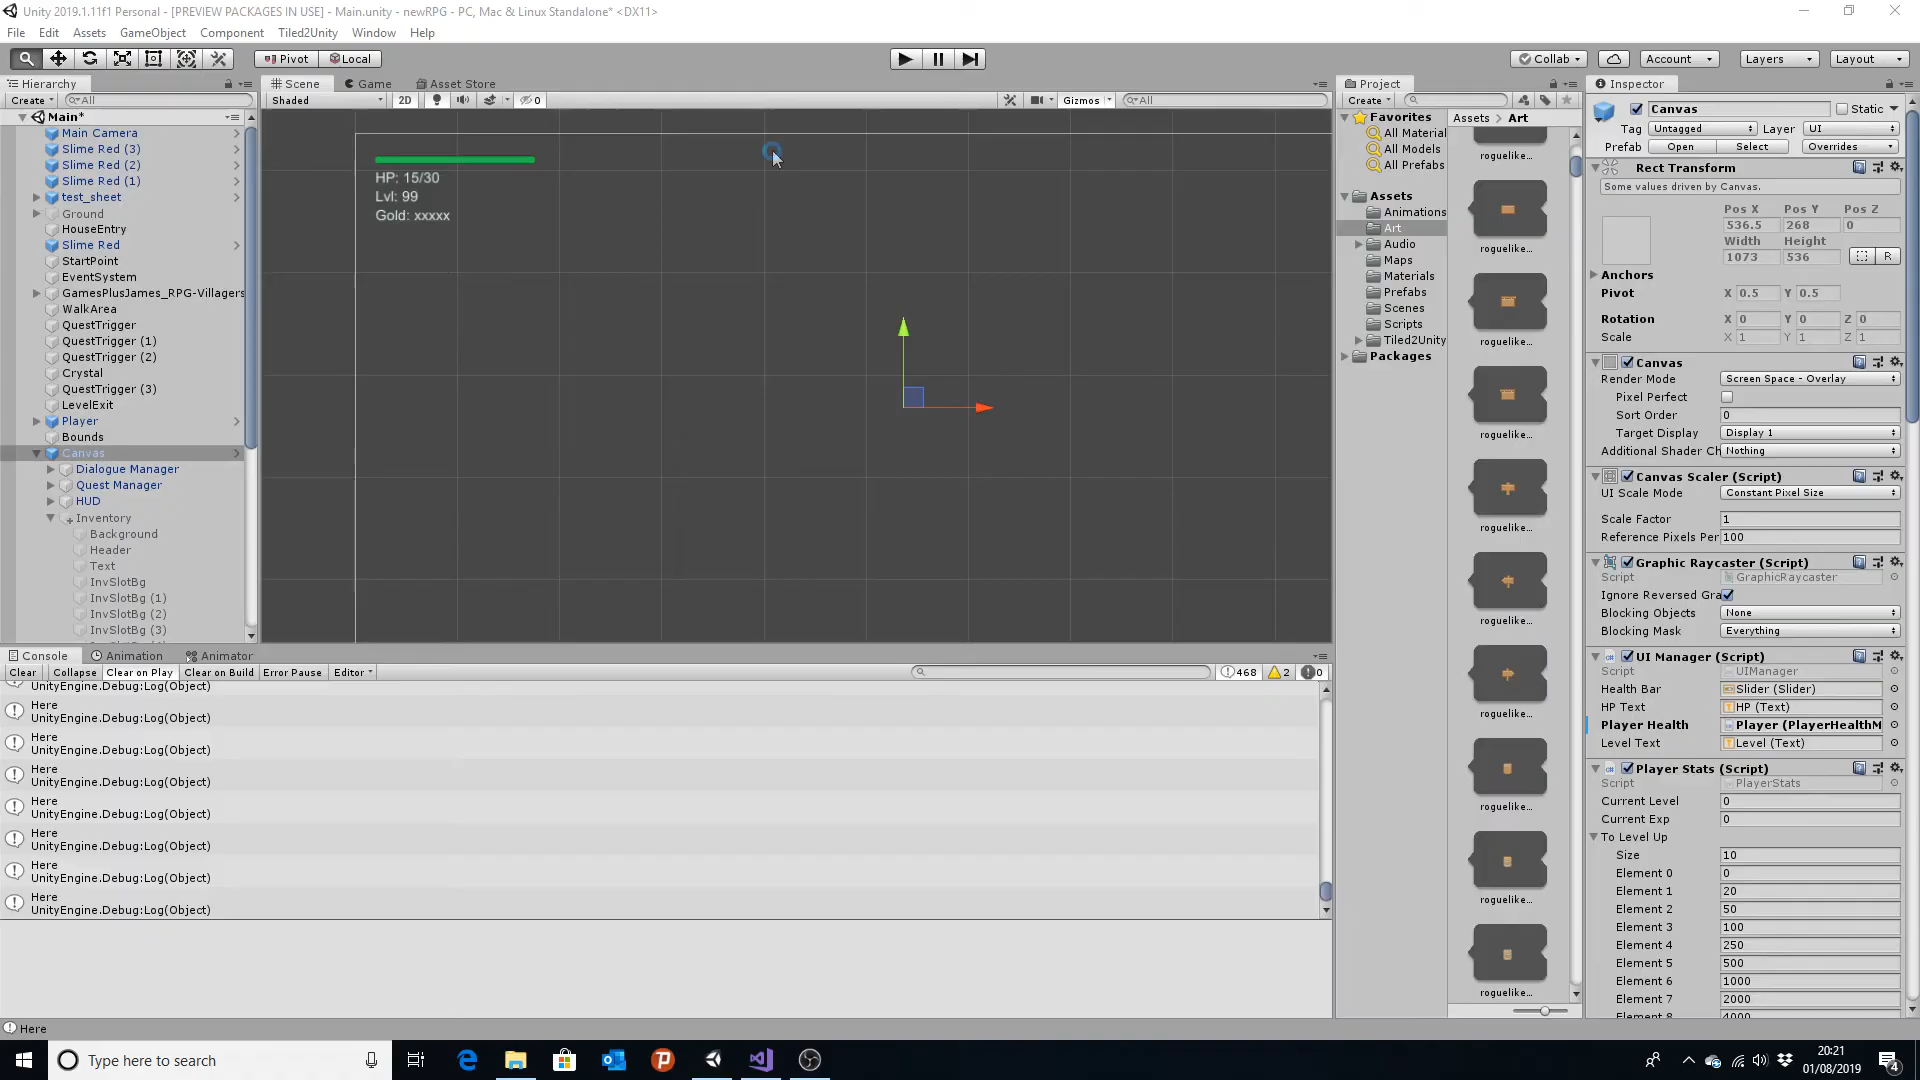 Unity 2019.1.11f1 Personal - [PREVIEW PACKAGES IN USE] - Main.unity - newRPG - PC, Mac & Linux Standalone* <DX11>
File Edit Assets GameObject Component Tiled2Unity Window Help
Pivot Local Collab Account Layers Layout
Hierarchy
Create All
Main*
Main Camera
Slime Red (3)
Slime Red (2)
Slime Red (1)
test_sheet
Ground
HouseEntry
Slime Red
StartPoint
EventSystem
GamesPlusJames_RPG-Villagers
WalkArea
QuestTrigger
QuestTrigger (1)
QuestTrigger (2)
Crystal
QuestTrigger (3)
LevelExit
Player
Bounds
Canvas
Dialogue Manager
Quest Manager
HUD
Inventory
Background
Header
Text
InvSlotBg
InvSlotBg (1)
InvSlotBg (2)
InvSlotBg (3)
Scene Game Asset Store
Shaded 2D 0 Gizmos All
HP: 15/30
Lvl: 99
Gold: xxxxx
Project
Create
Favorites
All Material
All Models
All Prefabs
Assets
Animations
Art
Audio
Maps
Materials
Prefabs
Scenes
Scripts
Tiled2Unity
Packages
Assets > Art
roguelike...
roguelike...
roguelike...
roguelike...
roguelike...
roguelike...
roguelike...
roguelike...
roguelike...
roguelike...
Inspector
Canvas Static
Tag Untagged Layer UI
Prefab Open Select Overrides
Rect Transform
Some values driven by Canvas.
Pos X Pos Y Pos Z
536.5 268 0
Width Height
1073 536 R
Anchors
Pivot X 0.5 Y 0.5
Rotation X 0 Y 0 Z 0
Scale X 1 Y 1 Z 1
Canvas
Render Mode Screen Space - Overlay
Pixel Perfect
Sort Order 0
Target Display Display 1
Additional Shader Ch Nothing
Canvas Scaler (Script)
UI Scale Mode Constant Pixel Size
Scale Factor 1
Reference Pixels Per 100
Graphic Raycaster (Script)
Script GraphicRaycaster
Ignore Reversed Gra
Blocking Objects None
Blocking Mask Everything
UI Manager (Script)
Script UIManager
Health Bar Slider (Slider)
HP Text HP (Text)
Player Health Player (PlayerHealthM
Level Text Level (Text)
Player Stats (Script)
Script PlayerStats
Current Level 0
Current Exp 0
To Level Up
Size 10
Element 0 0
Element 1 20
Element 2 50
Element 3 100
Element 4 250
Element 5 500
Element 6 1000
Element 7 2000
Element 8 4000
Console Animation Animator
Clear Collapse Clear on Play Clear on Build Error Pause Editor 468 2 0
UnityEngine.Debug:Log(Object)
Here
UnityEngine.Debug:Log(Object)
Here
UnityEngine.Debug:Log(Object)
Here
UnityEngine.Debug:Log(Object)
Here
UnityEngine.Debug:Log(Object)
Here
UnityEngine.Debug:Log(Object)
Here
UnityEngine.Debug:Log(Object)
Here
UnityEngine.Debug:Log(Object)
Here
Type here to search
20:21
01/08/2019
4